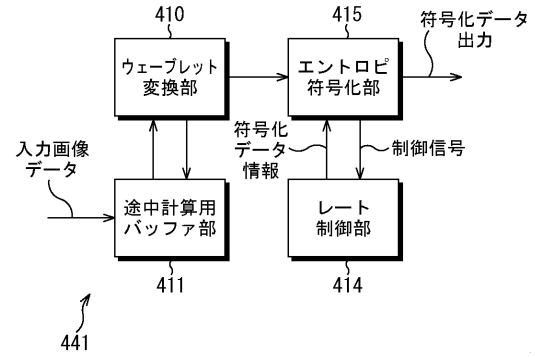 410
415
符号化データ
出力
ウェーブレット
変換部
エントロピ
符号化部
入力画像
データ
符号化
データ
情報
制御信号
途中計算用
バッファ部
レート
制御部
411
414
441